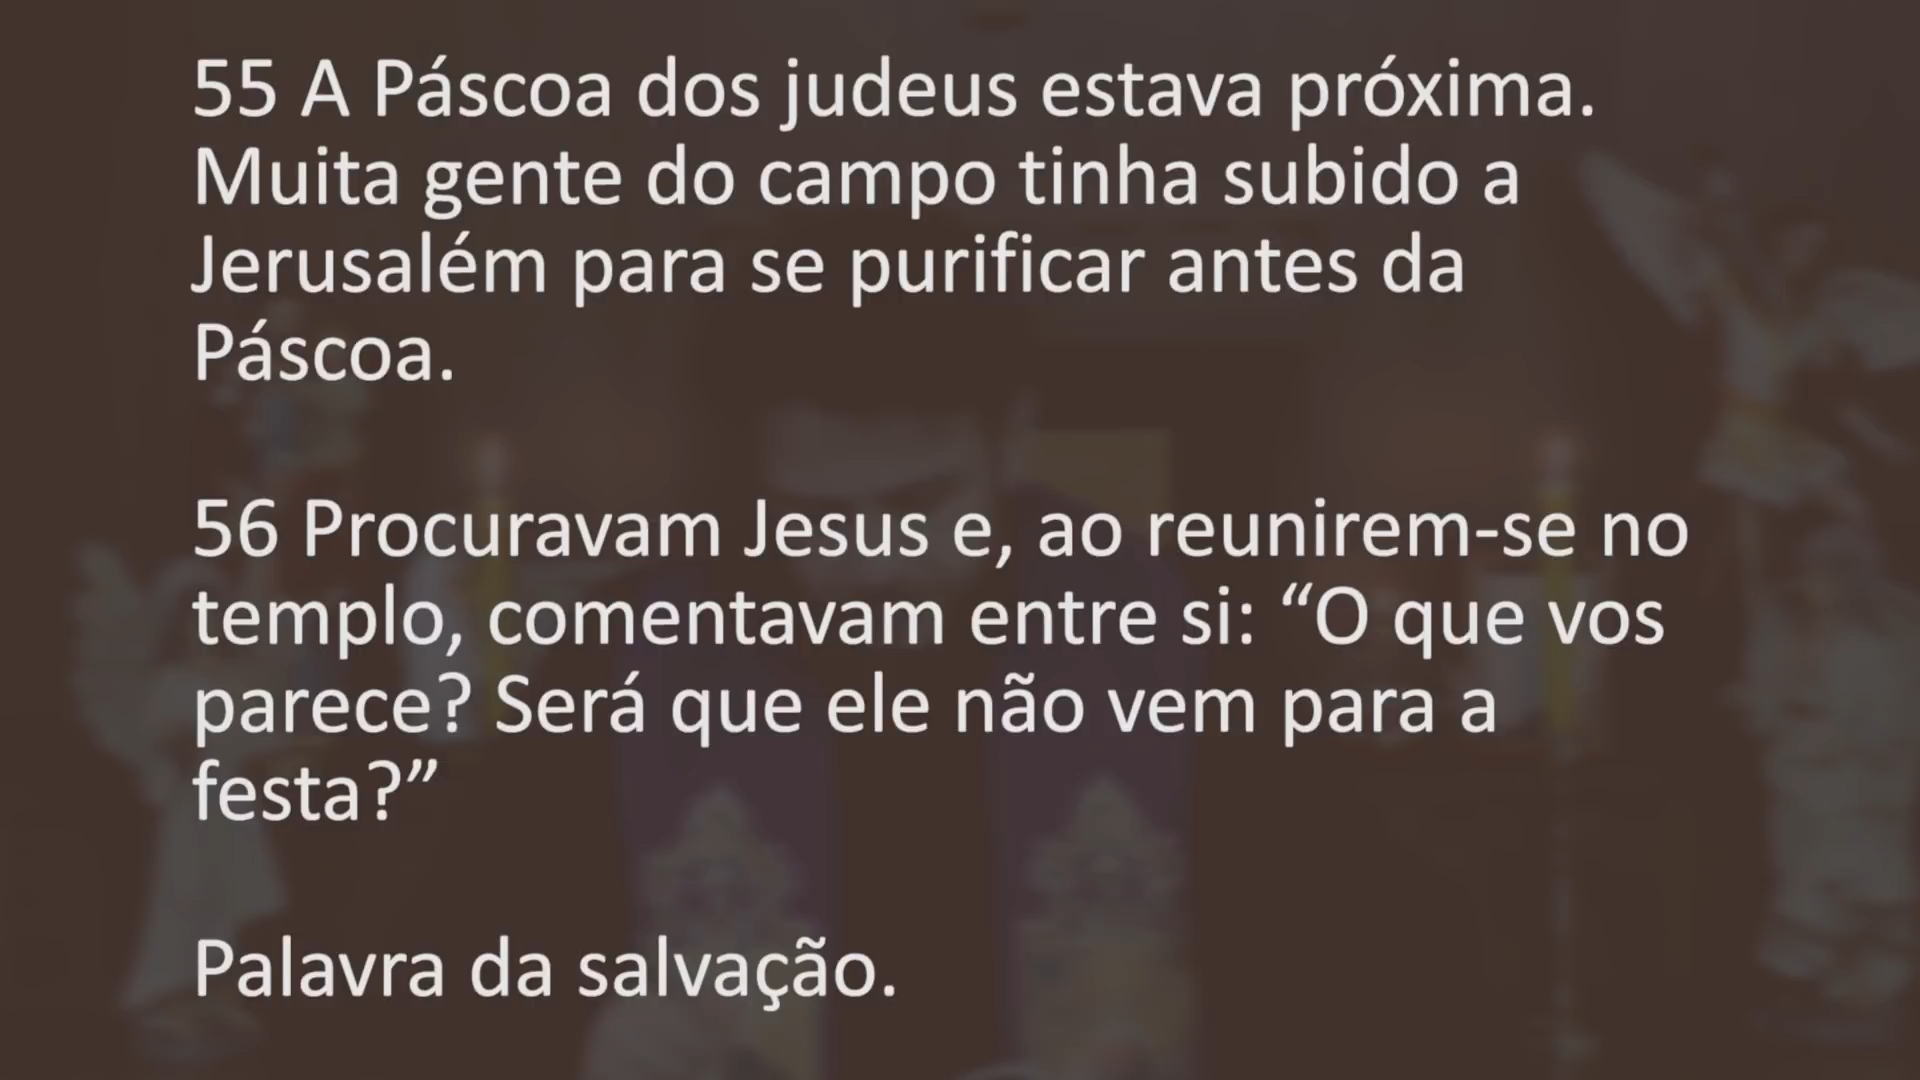 55 A Páscoa dos judeus estava próxima.
Muita gente do campo tinha subido a
Jerusalém para se purificar antes da
Páscoa.
56 Procuravam Jesus e, ao reunirem-se no
templo, comentavam entre si: “O que vos
parece? Será que ele não vem para a
festa?”
Palavra da salvação.